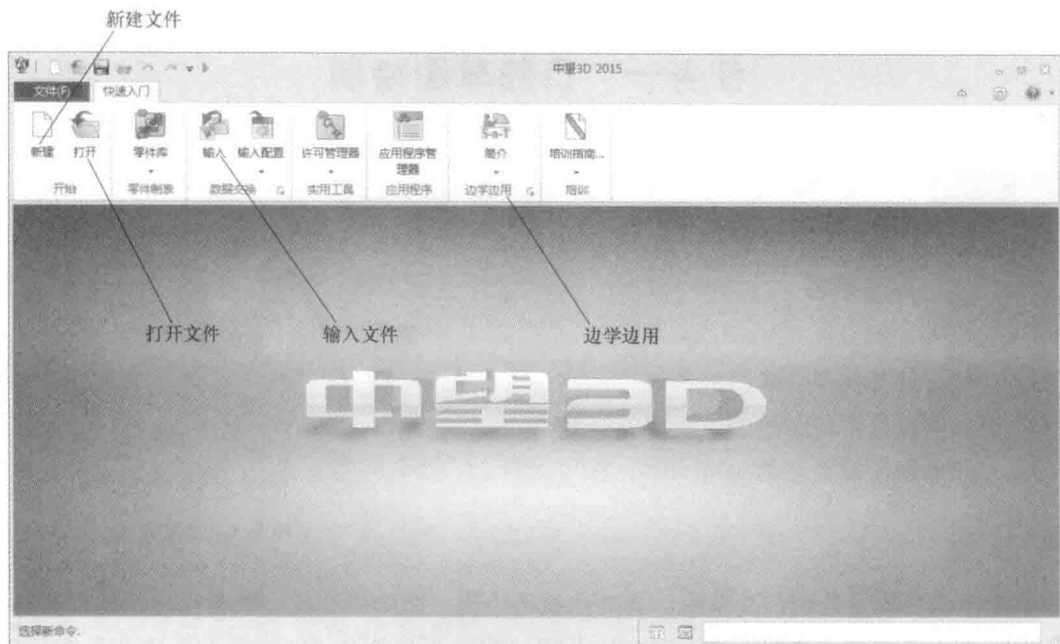 新建文件
中望3D 2015
文件(F) 快速入门
新建 打开 零件库 输入 输入配置 许可管理器 应用程序管理器 简介 培训指南...
S-n-T
开始 零件制表 数据交换 实用工具 应用程序 边学边用 培训
打开文件 输入文件 边学边用
中望3D
选择新命令.